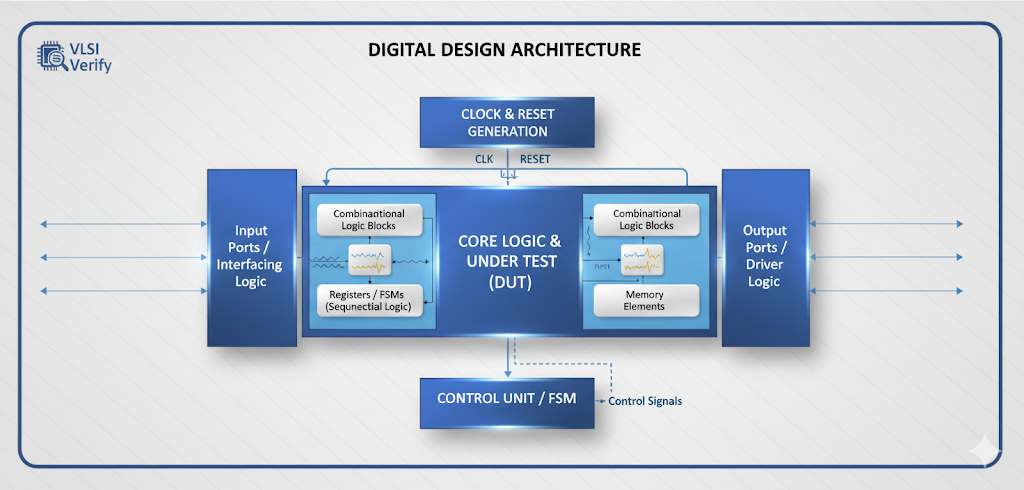 VLSI
Verify
DIGITAL DESIGN ARCHITECTURE
CLOCK & RESET
GENERATION
CLK
RESET
Input
Ports /
Interfacing
Logic
Combinational
Logic Blocks
Registers / FSMs
(Sequnectial Logic)
CORE LOGIC &
UNDER TEST
(DUT)
Combinational
Logic Blocks
Memory
Elements
Output
Ports /
Driver
Logic
CONTROL UNIT / FSM
Control Signals